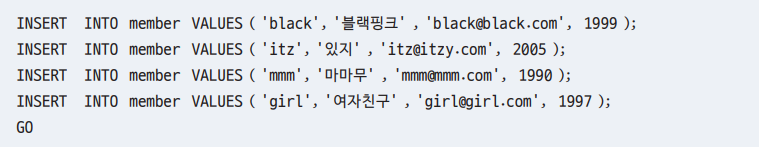 INSERT INTO member VALUES ( 'black', '블랙핑크' , 'black@black.com', 1999 );
INSERT INTO member VALUES ( 'itz', '있지' , 'itz@itzy.com', 2005 );
INSERT INTO member VALUES ( 'mmm', '마마무' , 'mmm@mmm.com', 1990 );
INSERT INTO member VALUES ( 'girl', '여자친구' , 'girl@girl.com', 1997 );
GO